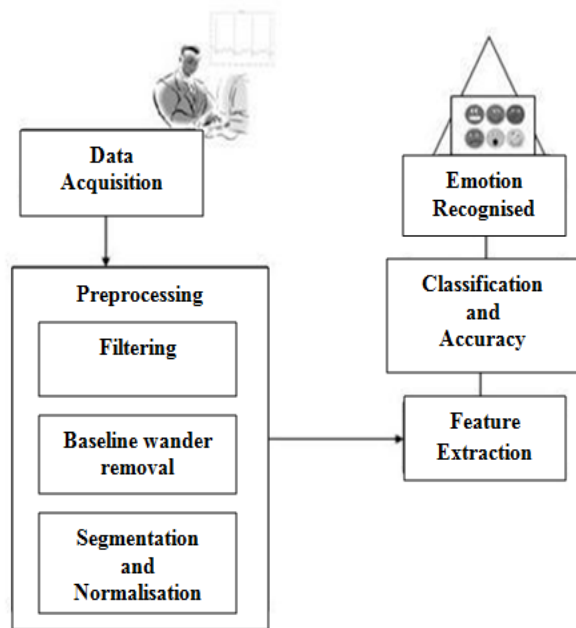 Data
Acquisition
Preprocessing
Filtering
Baseline wander
removal
Segmentation
and
Normalisation
Feature
Extraction
Classification
and
Accuracy
Emotion
Recognised